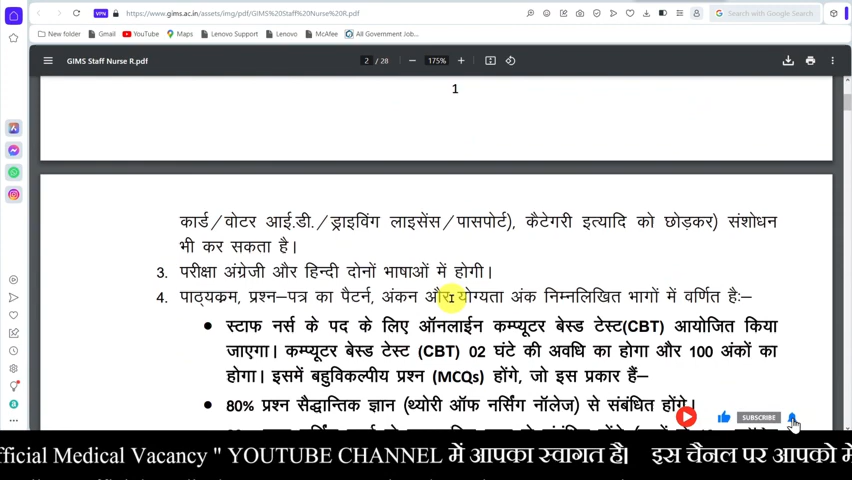 https://www.gims.ac.in/assets/img/pdf/GIMS%20Staff%20Nurse%20R.pdf
Search with Google
VPN
New folder Gmail YouTube Maps Lenovo Support Lenovo McAfee All Government Job...
GIMS Staff Nurse R.pdf 2 / 28 175%
1
कार्ड/वोटर आई.डी./ड्राइविंग लाइसेंस/पासपोर्ट), कैटेगरी इत्यादि को छोड़कर) संशोधन
भी कर सकता है।
3. परीक्षा अंग्रेजी और हिन्दी दोनों भाषाओं में होगी।
4. पाठ्यक्रम, प्रश्न–पत्र का पैटर्न, अंकन और योग्यता अंक निम्नलिखित भागों में वर्णित हैः–
• स्टाफ नर्स के पद के लिए ऑनलाईन कम्प्यूटर बेस्ड टेस्ट(CBT) आयोजित किया
जाएगा। कम्प्यूटर बेस्ड टेस्ट (CBT) 02 घंटे की अवधि का होगा और 100 अंकों का
होगा। इसमें बहुविकल्पीय प्रश्न (MCQs) होंगे, जो इस प्रकार हैं–
• 80% प्रश्न सैद्धान्तिक ज्ञान (थ्योरी ऑफ नर्सिंग नॉलेज) से संबंधित होंगे।
SUBSCRIBE
fficial Medical Vacancy " YOUTUBE CHANNEL में आपका स्वागत है। इस चैनल पर आपको मे